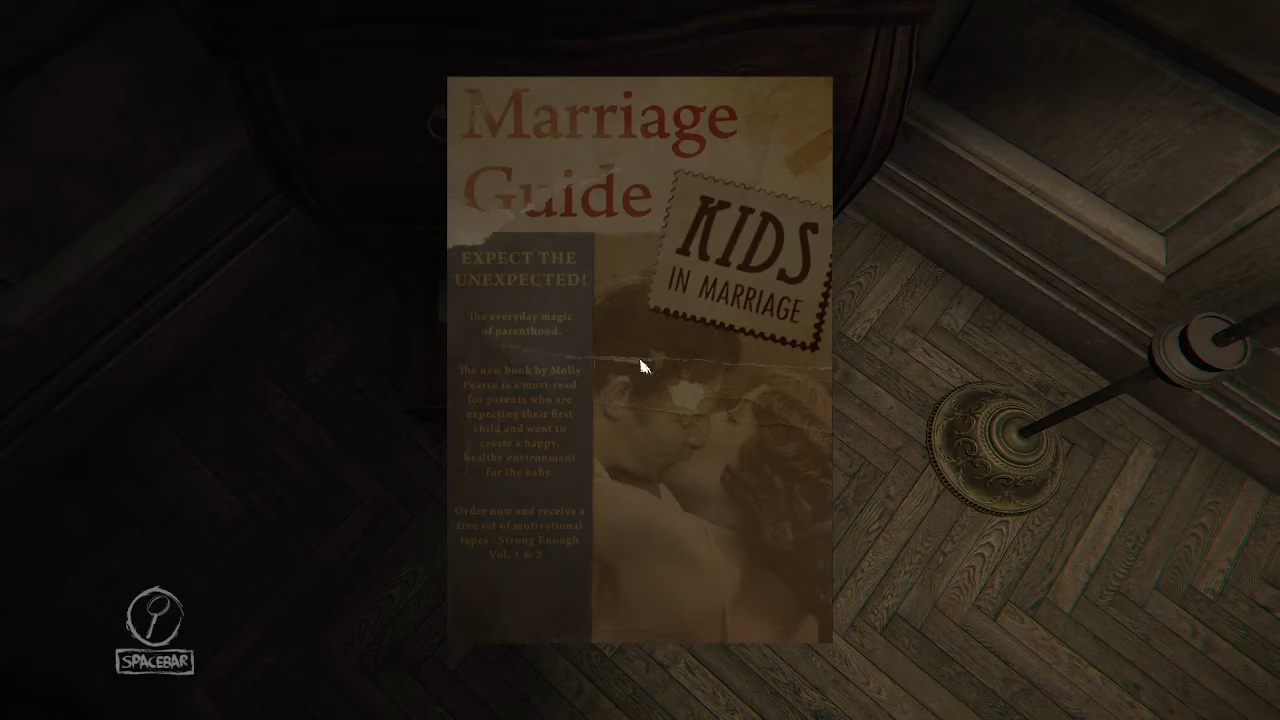 Marriage
Guide
KIDS
IN MARRIAGE
EXPECT THE
UNEXPECTED!
The everyday magic
of parenthood.
The new book by Molly
Pearce is a must-read
for parents who are
expecting their first
child and want to
create a happy,
healthy environment
for the baby.
Order now and receive a
free set of motivational
tapes - Strong Enough
Vol. 1 & 2
SPACEBAR